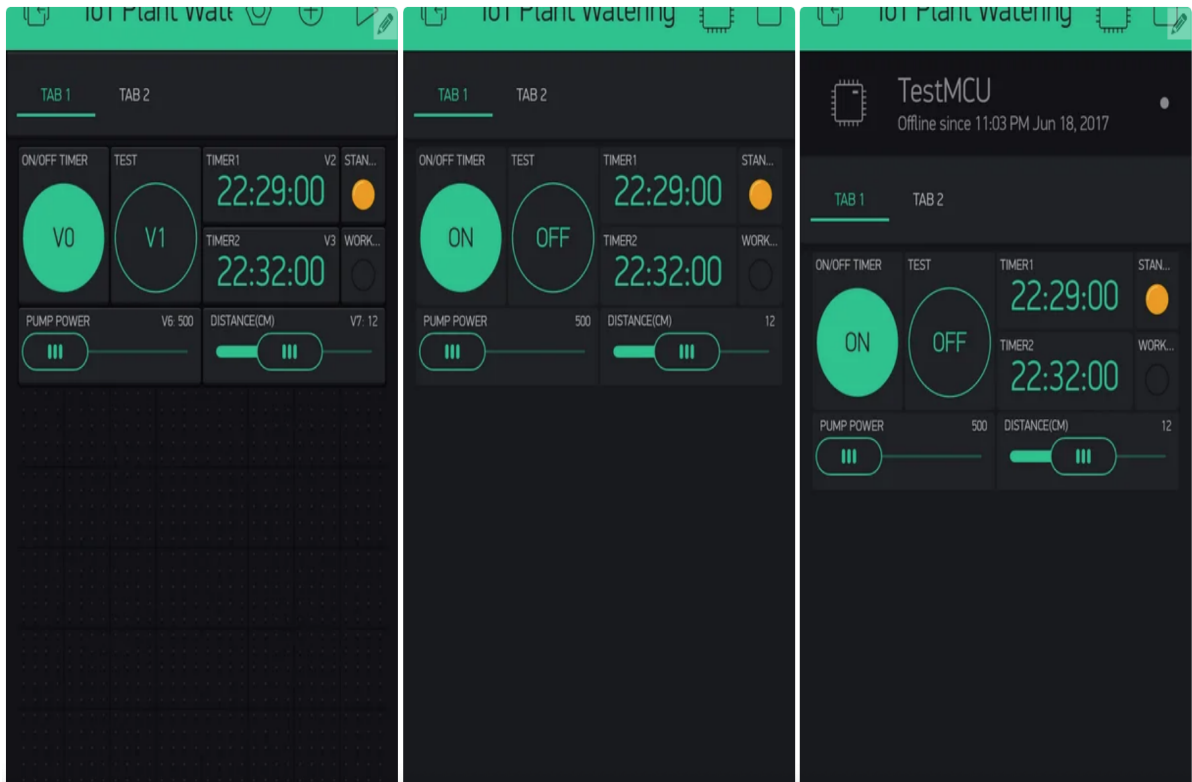 IoT Plant Wate
TAB 1 TAB 2
ON/OFF TIMER TEST TIMER1 V2 STAN...
22:29:00
V0 V1
TIMER2 V3 WORK...
22:32:00
PUMP POWER V6: 500 DISTANCE(CM) V7: 12
IoT Plant Watering
TAB 1 TAB 2
ON/OFF TIMER TEST TIMER1 STAN...
22:29:00
ON OFF
TIMER2 WORK...
22:32:00
PUMP POWER 500 DISTANCE(CM) 12
IoT Plant Watering
TestMCU
Offline since 11:03 PM Jun 18, 2017
TAB 1 TAB 2
ON/OFF TIMER TEST TIMER1 STAN...
22:29:00
ON OFF
TIMER2 WORK...
22:32:00
PUMP POWER 500 DISTANCE(CM) 12